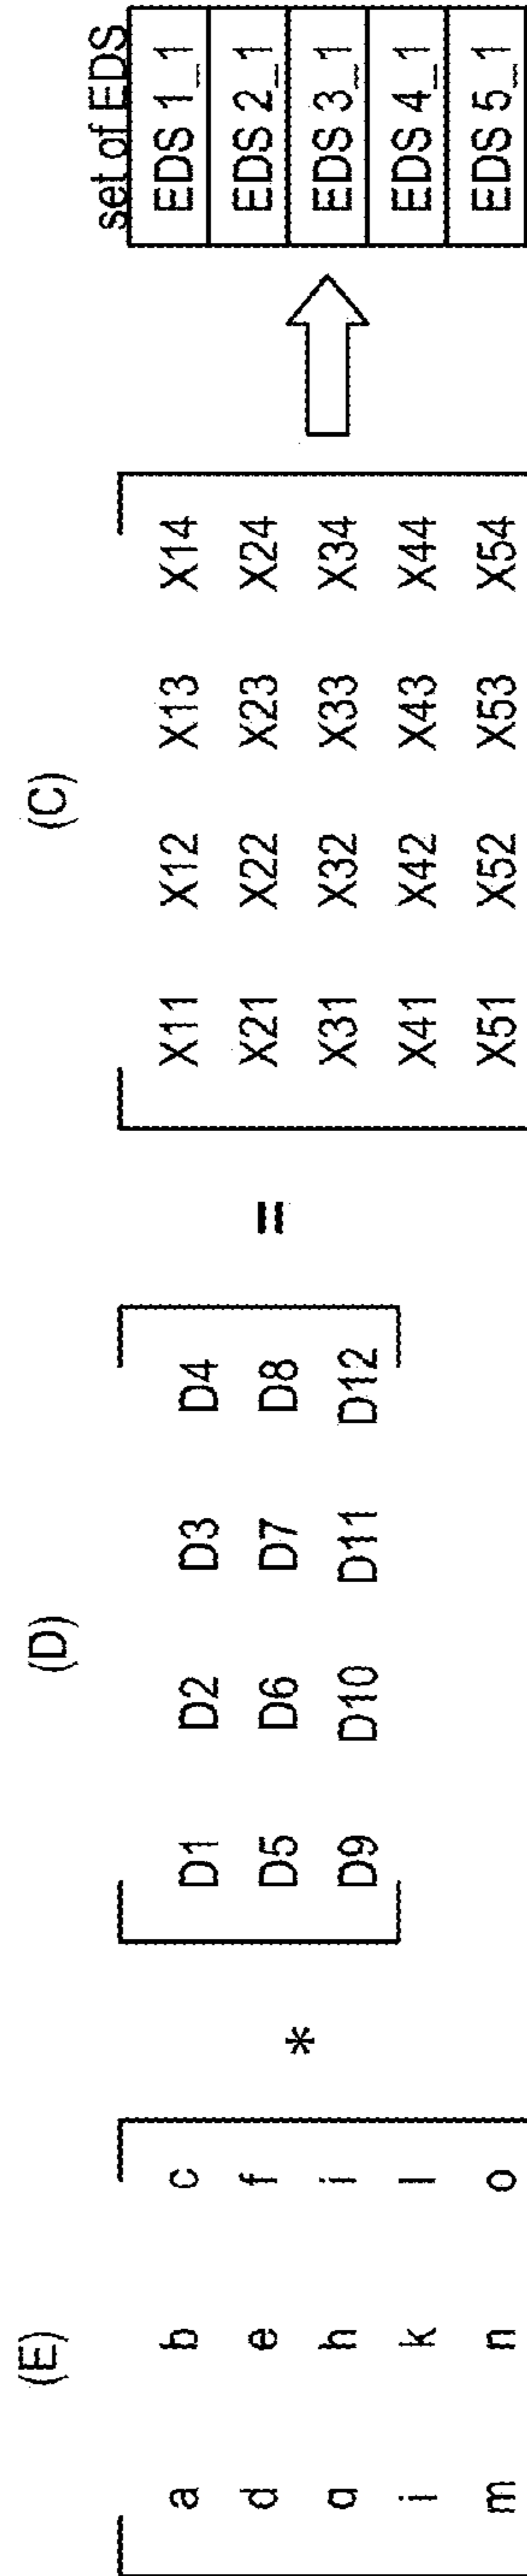 (E) (D) (C) set of EDS
a b c * D1 D2 D3 D4 = X11 X12 X13 X14 EDS 1_1
d e f D5 D6 D7 D8 X21 X22 X23 X24 EDS 2_1
q h i D9 D10 D11 D12 X31 X32 X33 X34 EDS 3_1
i k l X41 X42 X43 X44 EDS 4_1
m n o X51 X52 X53 X54 EDS 5_1